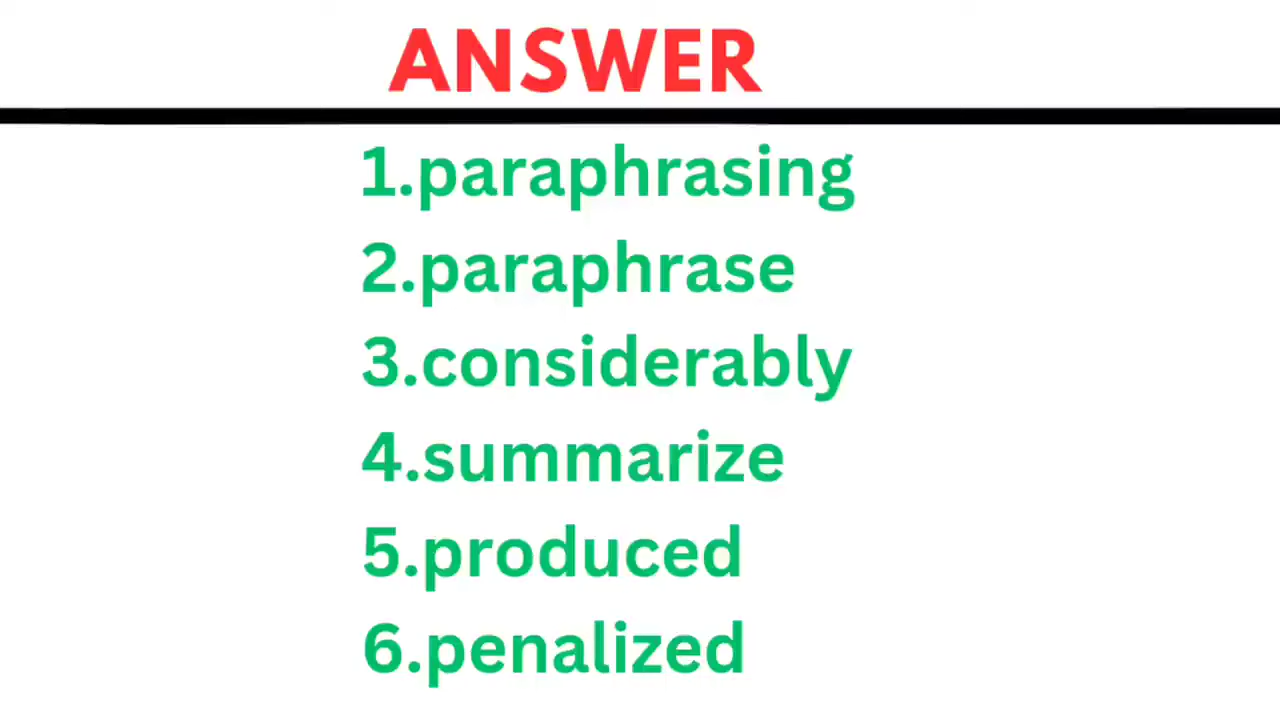 ANSWER
1.paraphrasing
2.paraphrase
3.considerably
4.summarize
5.produced
6.penalized